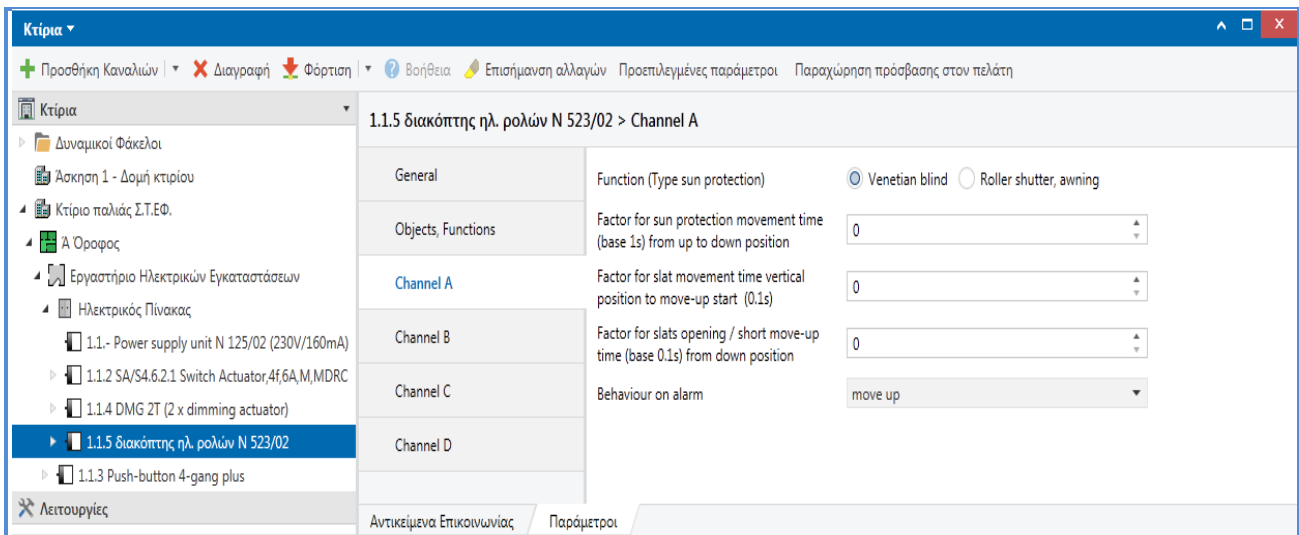 Κτίρια
Προσθήκη Καναλιών Διαγραφή Φόρτιση Βοήθεια Επισήμανση αλλαγών Προεπιλεγμένες παράμετροι Παραχώρηση πρόσβασης στον πελάτη
Κτίρια
Δυναμικοί Φάκελοι
Άσκηση 1 - Δομή κτιρίου
Κτίριο παλιάς Σ.Τ.ΕΦ.
Ά Όροφος
Εργαστήριο Ηλεκτρικών Εγκαταστάσεων
Ηλεκτρικός Πίνακας
1.1.- Power supply unit N 125/02 (230V/160mA)
1.1.2 SA/S4.6.2.1 Switch Actuator,4f,6A,M,MDRC
1.1.4 DMG 2T (2 x dimming actuator)
1.1.5 διακόπτης ηλ. ρολών N 523/02
1.1.3 Push-button 4-gang plus
Λειτουργίες
1.1.5 διακόπτης ηλ. ρολών N 523/02 > Channel A
General
Objects, Functions
Channel A
Channel B
Channel C
Channel D
Function (Type sun protection) Venetian blind Roller shutter, awning
Factor for sun protection movement time
(base 1s) from up to down position
0
Factor for slat movement time vertical
position to move-up start (0.1s)
0
Factor for slats opening / short move-up
time (base 0.1s) from down position
0
Behaviour on alarm move up
Αντικείμενα Επικοινωνίας Παράμετροι